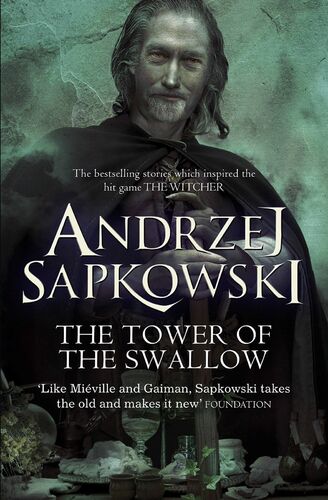 The bestselling stories which inspired the
hit game THE WITCHER
ANDRZEJ
SAPKOWSKI
THE TOWER OF
THE SWALLOW
‘Like Miéville and Gaiman, Sapkowski takes
the old and makes it new’ FOUNDATION